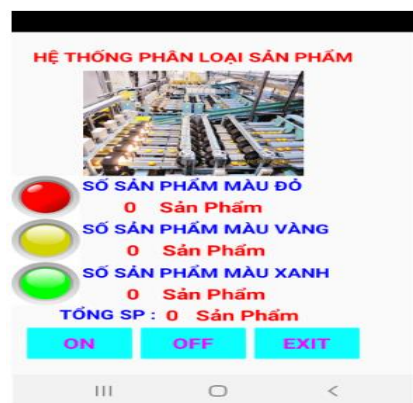 HỆ THỐNG PHÂN LOẠI SẢN PHẨM
SỐ SẢN PHẨM MÀU ĐỎ
0 Sản Phẩm
SỐ SẢN PHẨM MÀU VÀNG
0 Sản Phẩm
SỐ SẢN PHẨM MÀU XANH
0 Sản Phẩm
TỔNG SP : 0 Sản Phẩm
ON OFF EXIT